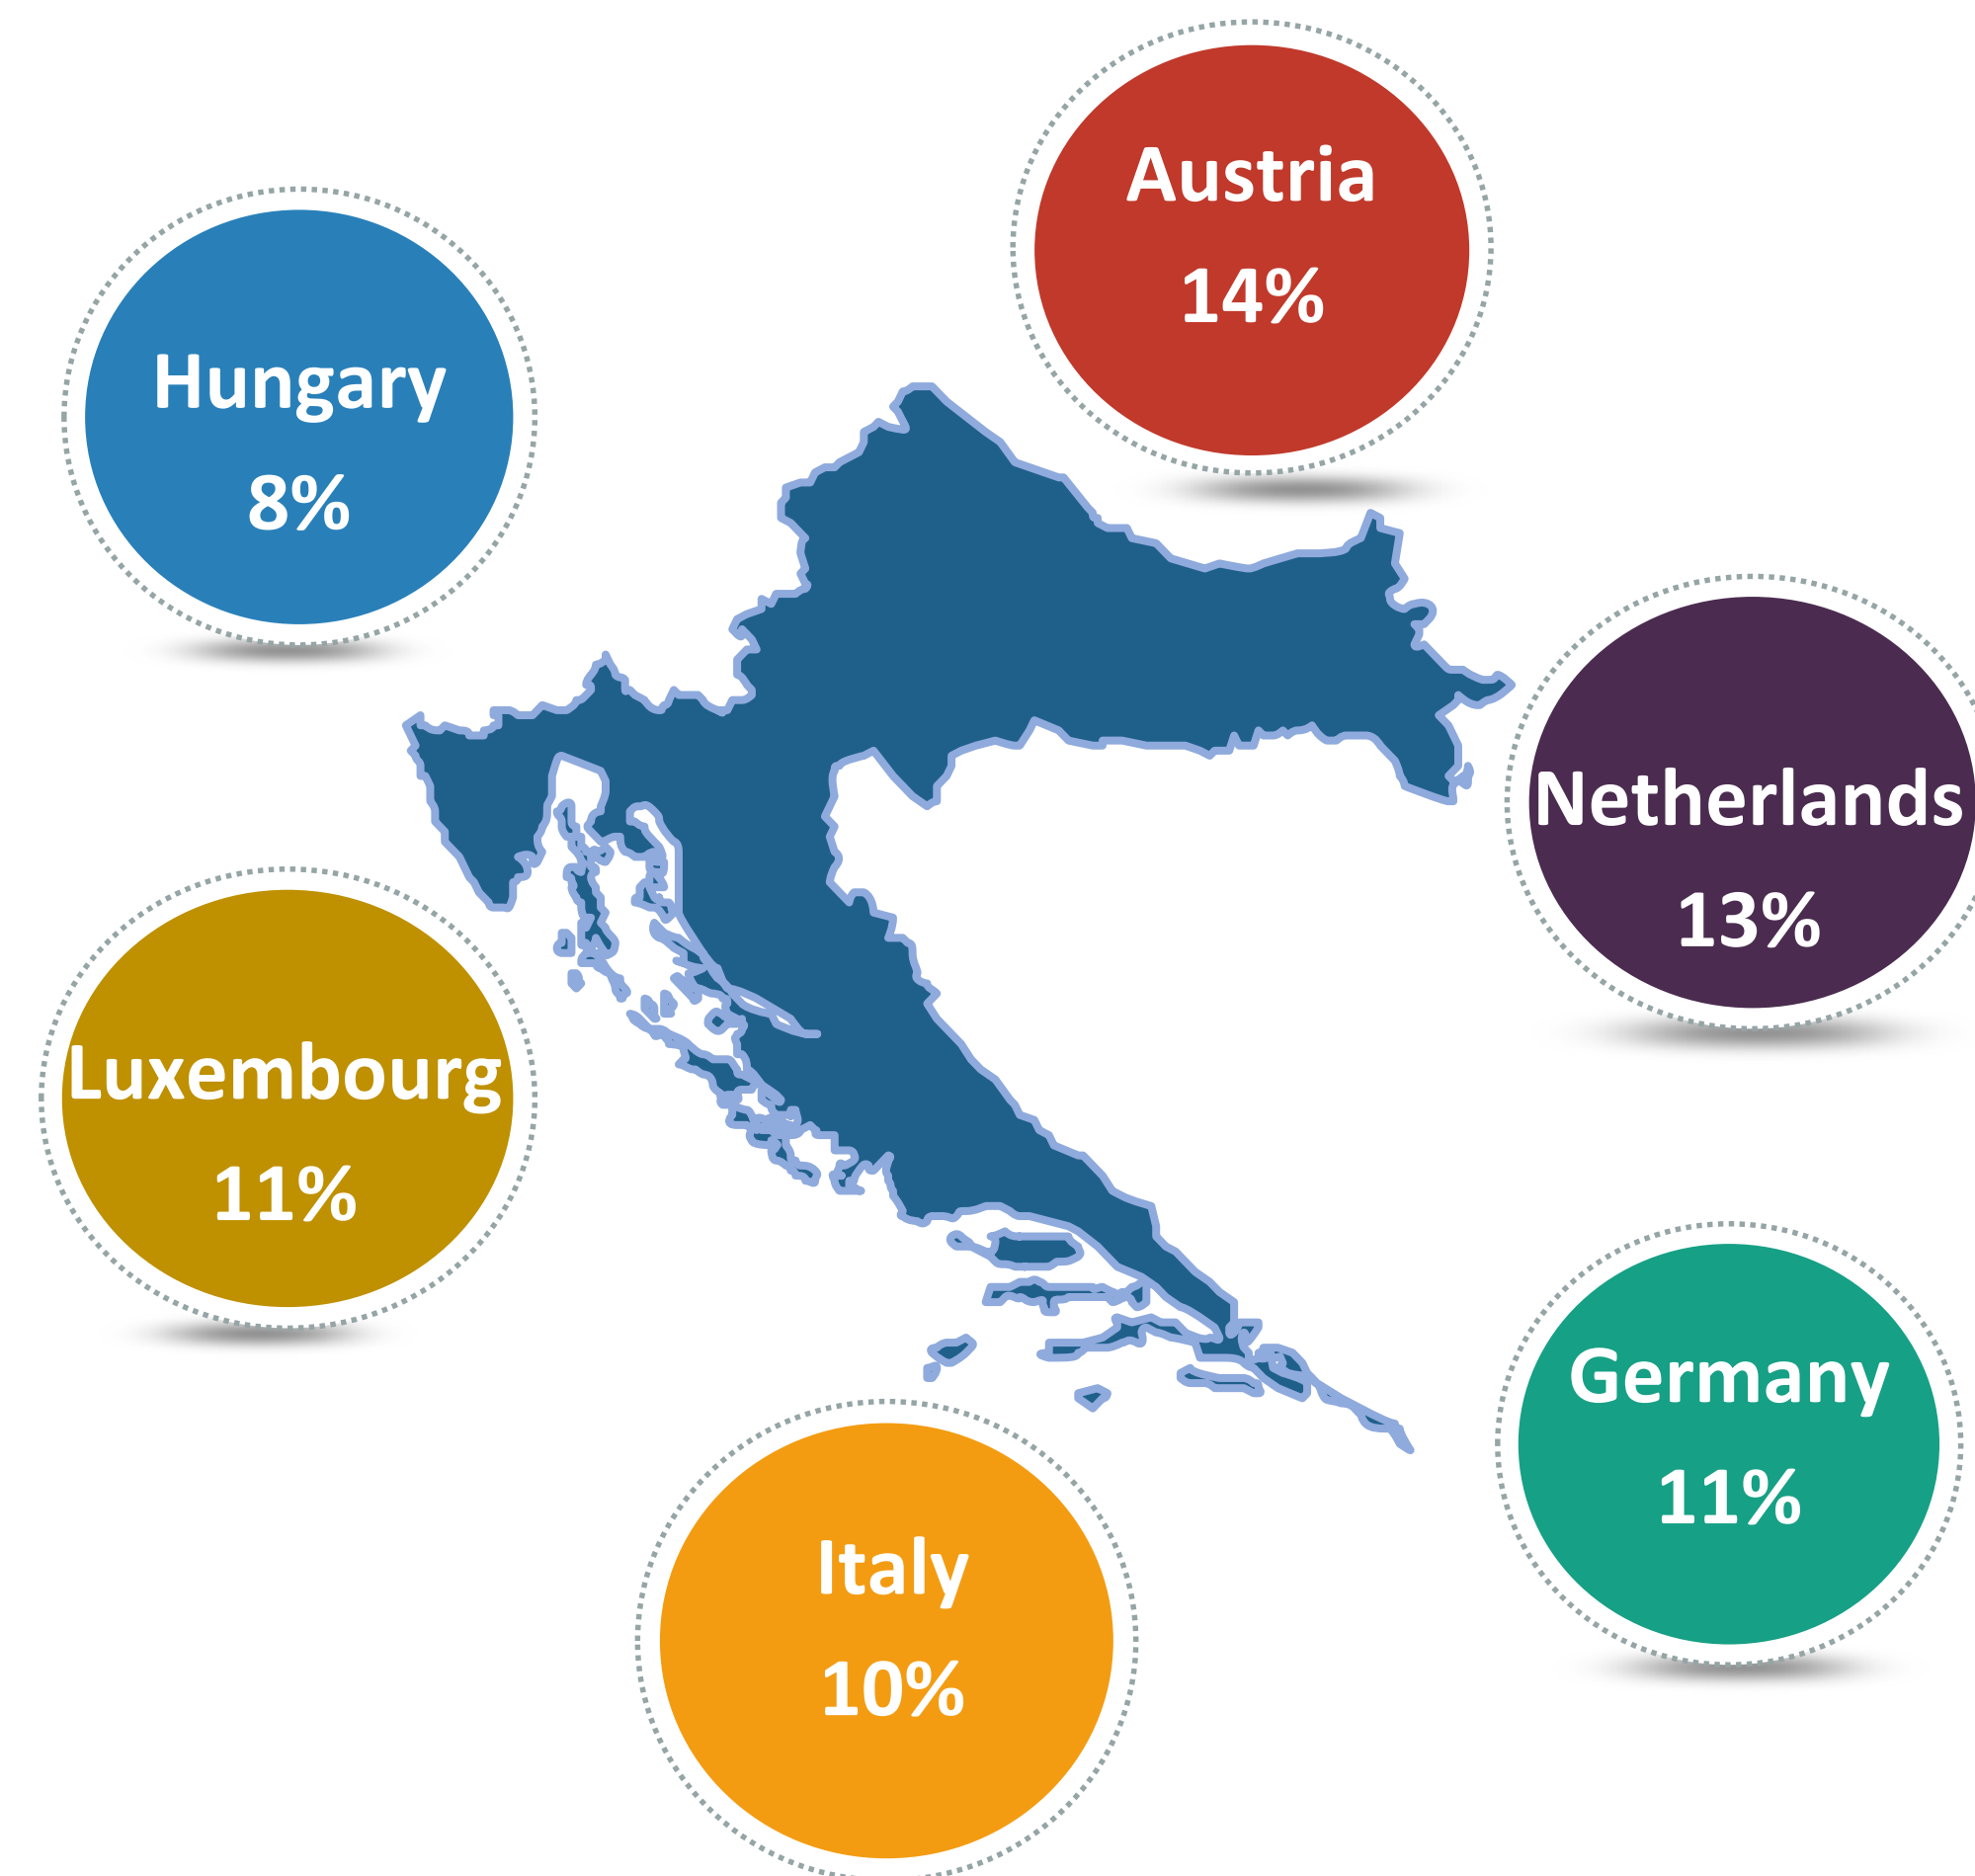 Austria
14%
Hungary
8%
Netherlands
13%
Luxembourg
11%
Germany
11%
Italy
10%